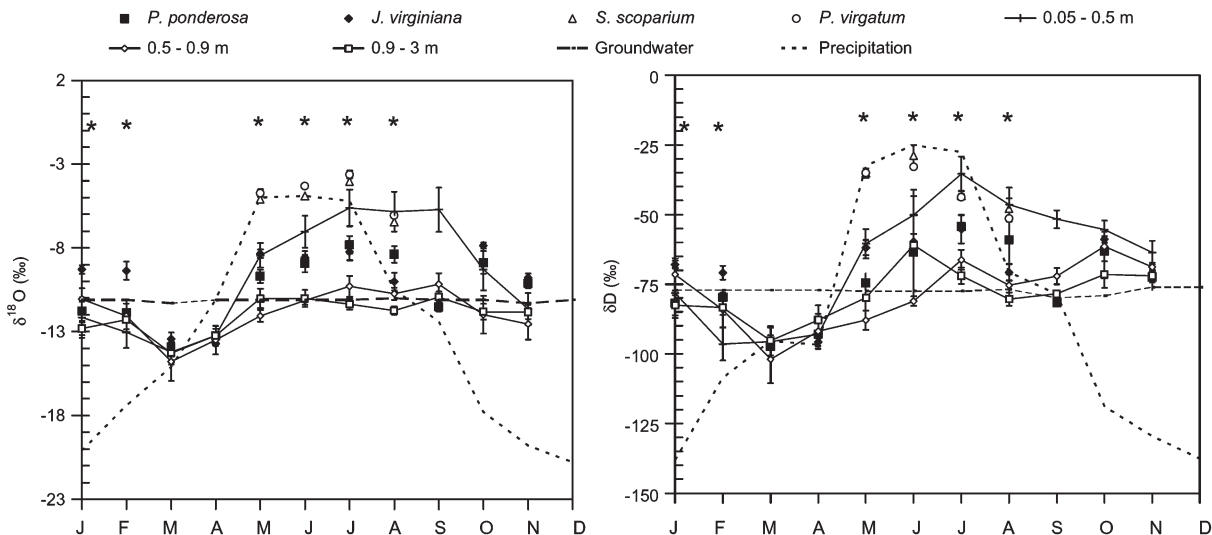 P. ponderosa J. virginiana S. scoparium P. virgatum 0.05 - 0.5 m
0.5 - 0.9 m 0.9 - 3 m Groundwater Precipitation
2
-3
-8
-13
-18
-23
δ18O (‰)
* * * * * *
J F M A M J J A S O N D
0
-25
-50
-75
-100
-125
-150
δD (‰)
* * * * * *
J F M A M J J A S O N D